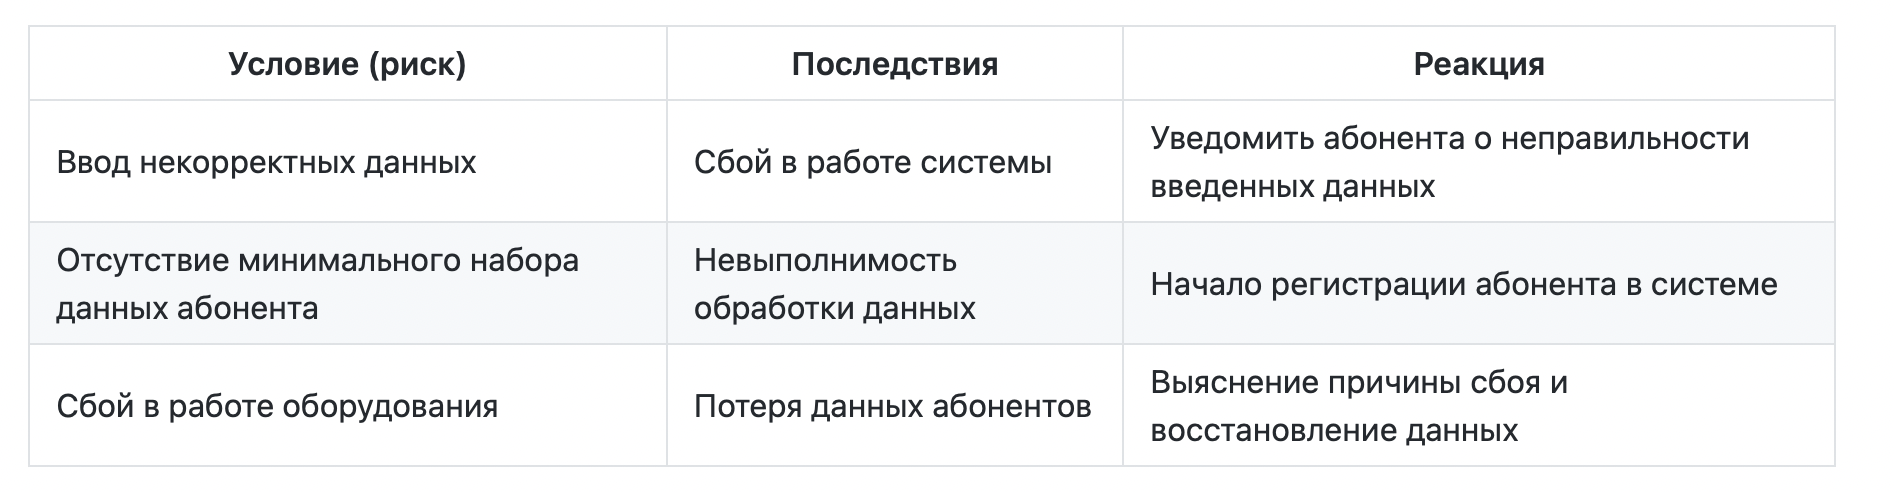 Условие (риск)
Последствия
Реакция
Ввод некорректных данных
Сбой в работе системы
Уведомить абонента о неправильности
введенных данных
Отсутствие минимального набора
данных абонента
Невыполнимость
обработки данных
Начало регистрации абонента в системе
Сбой в работе оборудования
Потеря данных абонентов
Выяснение причины сбоя и
восстановление данных